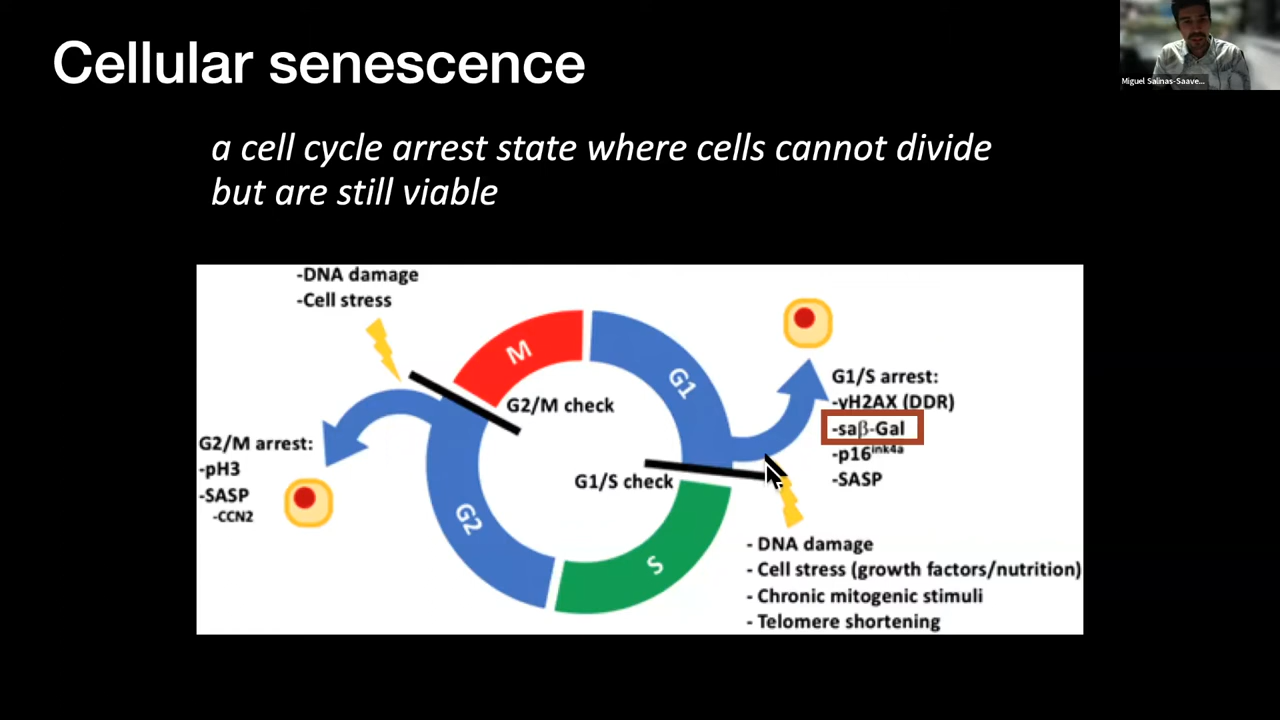 Cellular senescence
Miguel Salinas-Saave...
a cell cycle arrest state where cells cannot divide
but are still viable
-DNA damage
-Cell stress
M
G1
G2/M check
G1/S arrest:
-γH2AX (DDR)
-saβ-Gal
-p16ink4a
-SASP
G2/M arrest:
-pH3
-SASP
-CCN2
G1/S check
G2
S
- DNA damage
- Cell stress (growth factors/nutrition)
- Chronic mitogenic stimuli
- Telomere shortening